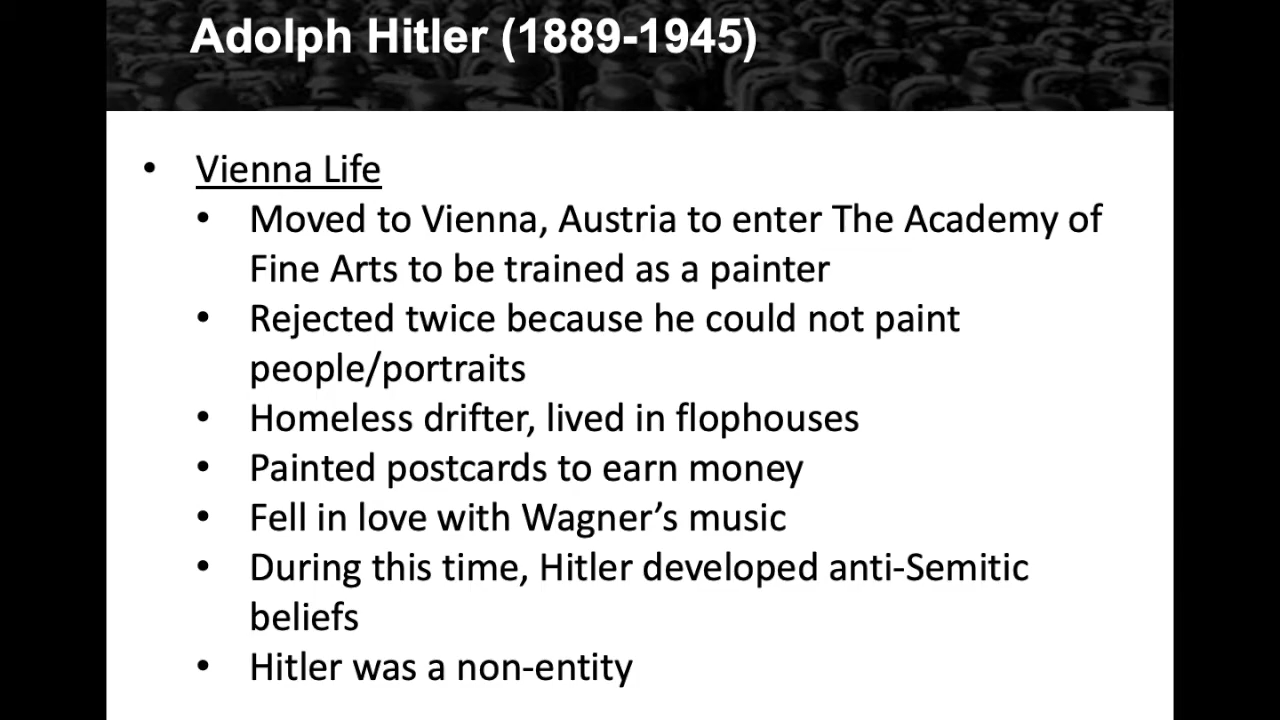 Adolph Hitler (1889-1945)
• Vienna Life
• Moved to Vienna, Austria to enter The Academy of
Fine Arts to be trained as a painter
• Rejected twice because he could not paint
people/portraits
• Homeless drifter, lived in flophouses
• Painted postcards to earn money
• Fell in love with Wagner’s music
• During this time, Hitler developed anti-Semitic
beliefs
• Hitler was a non-entity